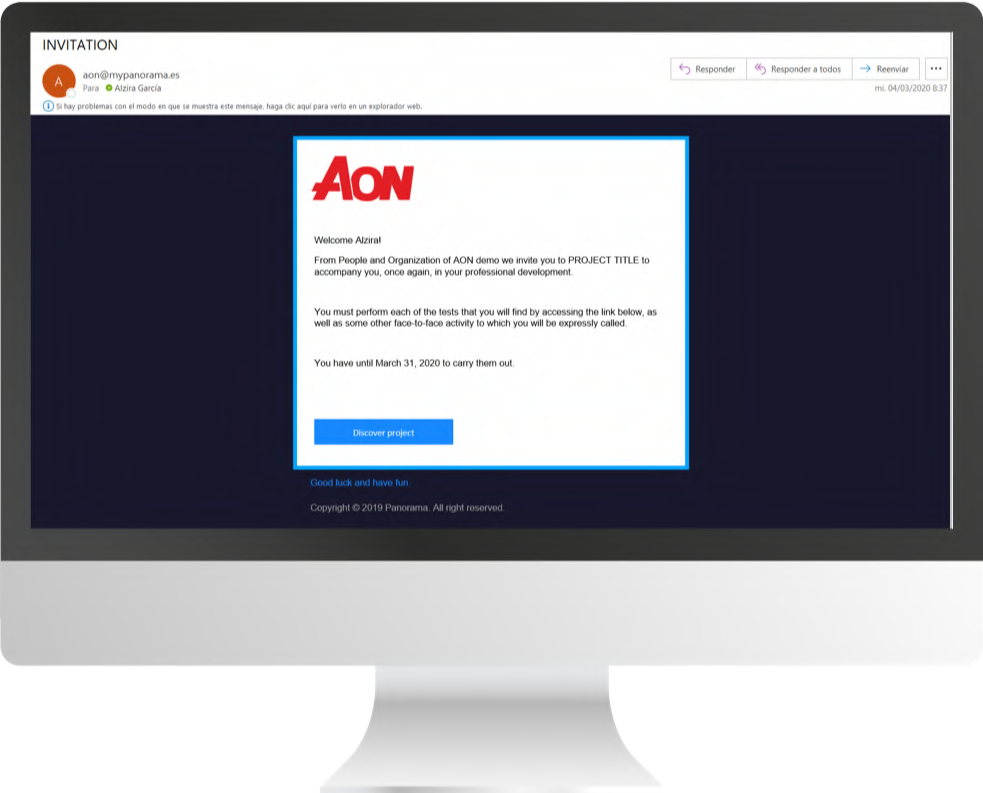 INVITATION
A
aon@mypanorama.es
Para Alzira García
Responder
Responder a todos
Reenviar
...
mi. 04/03/2020 8:37
Si hay problemas con el modo en que se muestra este mensaje, haga clic aquí para verlo en un explorador web.
AON
Welcome Alzira!
From People and Organization of AON demo we invite you to PROJECT TITLE to
accompany you, once again, in your professional development.
You must perform each of the tests that you will find by accessing the link below, as
well as some other face-to-face activity to which you will be expressly called.
You have until March 31, 2020 to carry them out.
Discover project
Good luck and have fun.
Copyright © 2019 Panorama. All right reserved.